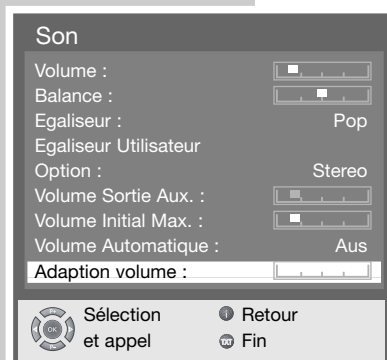 Son
Volume :
Balance :
Egaliseur : Pop
Egaliseur Utilisateur
Option : Stereo
Volume Sortie Aux. :
Volume Initial Max. :
Volume Automatique : Aus
Adaption volume :
P+
OK
P-
Sélection i Retour
et appel TXT Fin